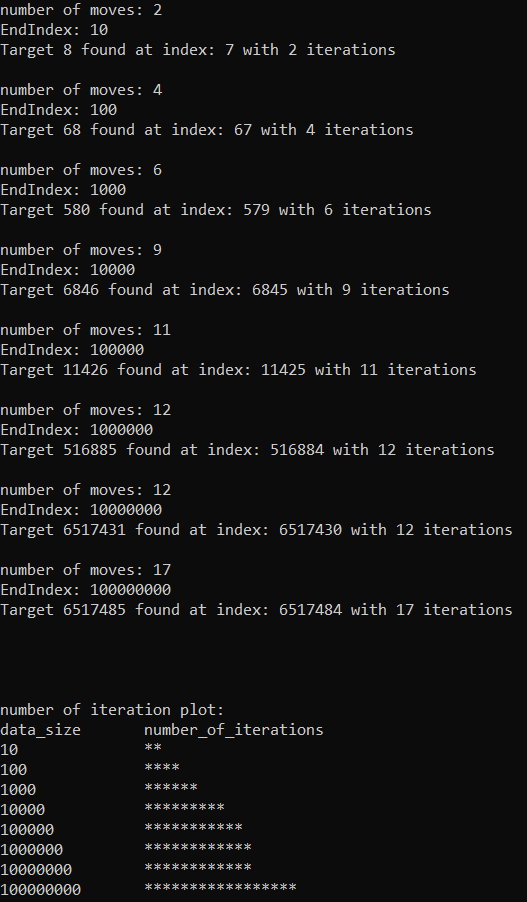 number of moves: 2
EndIndex: 10
Target 8 found at index: 7 with 2 iterations
number of moves: 4
EndIndex: 100
Target 68 found at index: 67 with 4 iterations
number of moves: 6
EndIndex: 1000
Target 580 found at index: 579 with 6 iterations
number of moves: 9
EndIndex: 10000
Target 6846 found at index: 6845 with 9 iterations
number of moves: 11
EndIndex: 100000
Target 11426 found at index: 11425 with 11 iterations
number of moves: 12
EndIndex: 1000000
Target 516885 found at index: 516884 with 12 iterations
number of moves: 12
EndIndex: 10000000
Target 6517431 found at index: 6517430 with 12 iterations
number of moves: 17
EndIndex: 100000000
Target 6517485 found at index: 6517484 with 17 iterations
number of iteration plot:
data_size       number_of_iterations
10              **
100             ****
1000            ******
10000           *********
100000          ***********
1000000         ************
10000000        ************
100000000       *****************